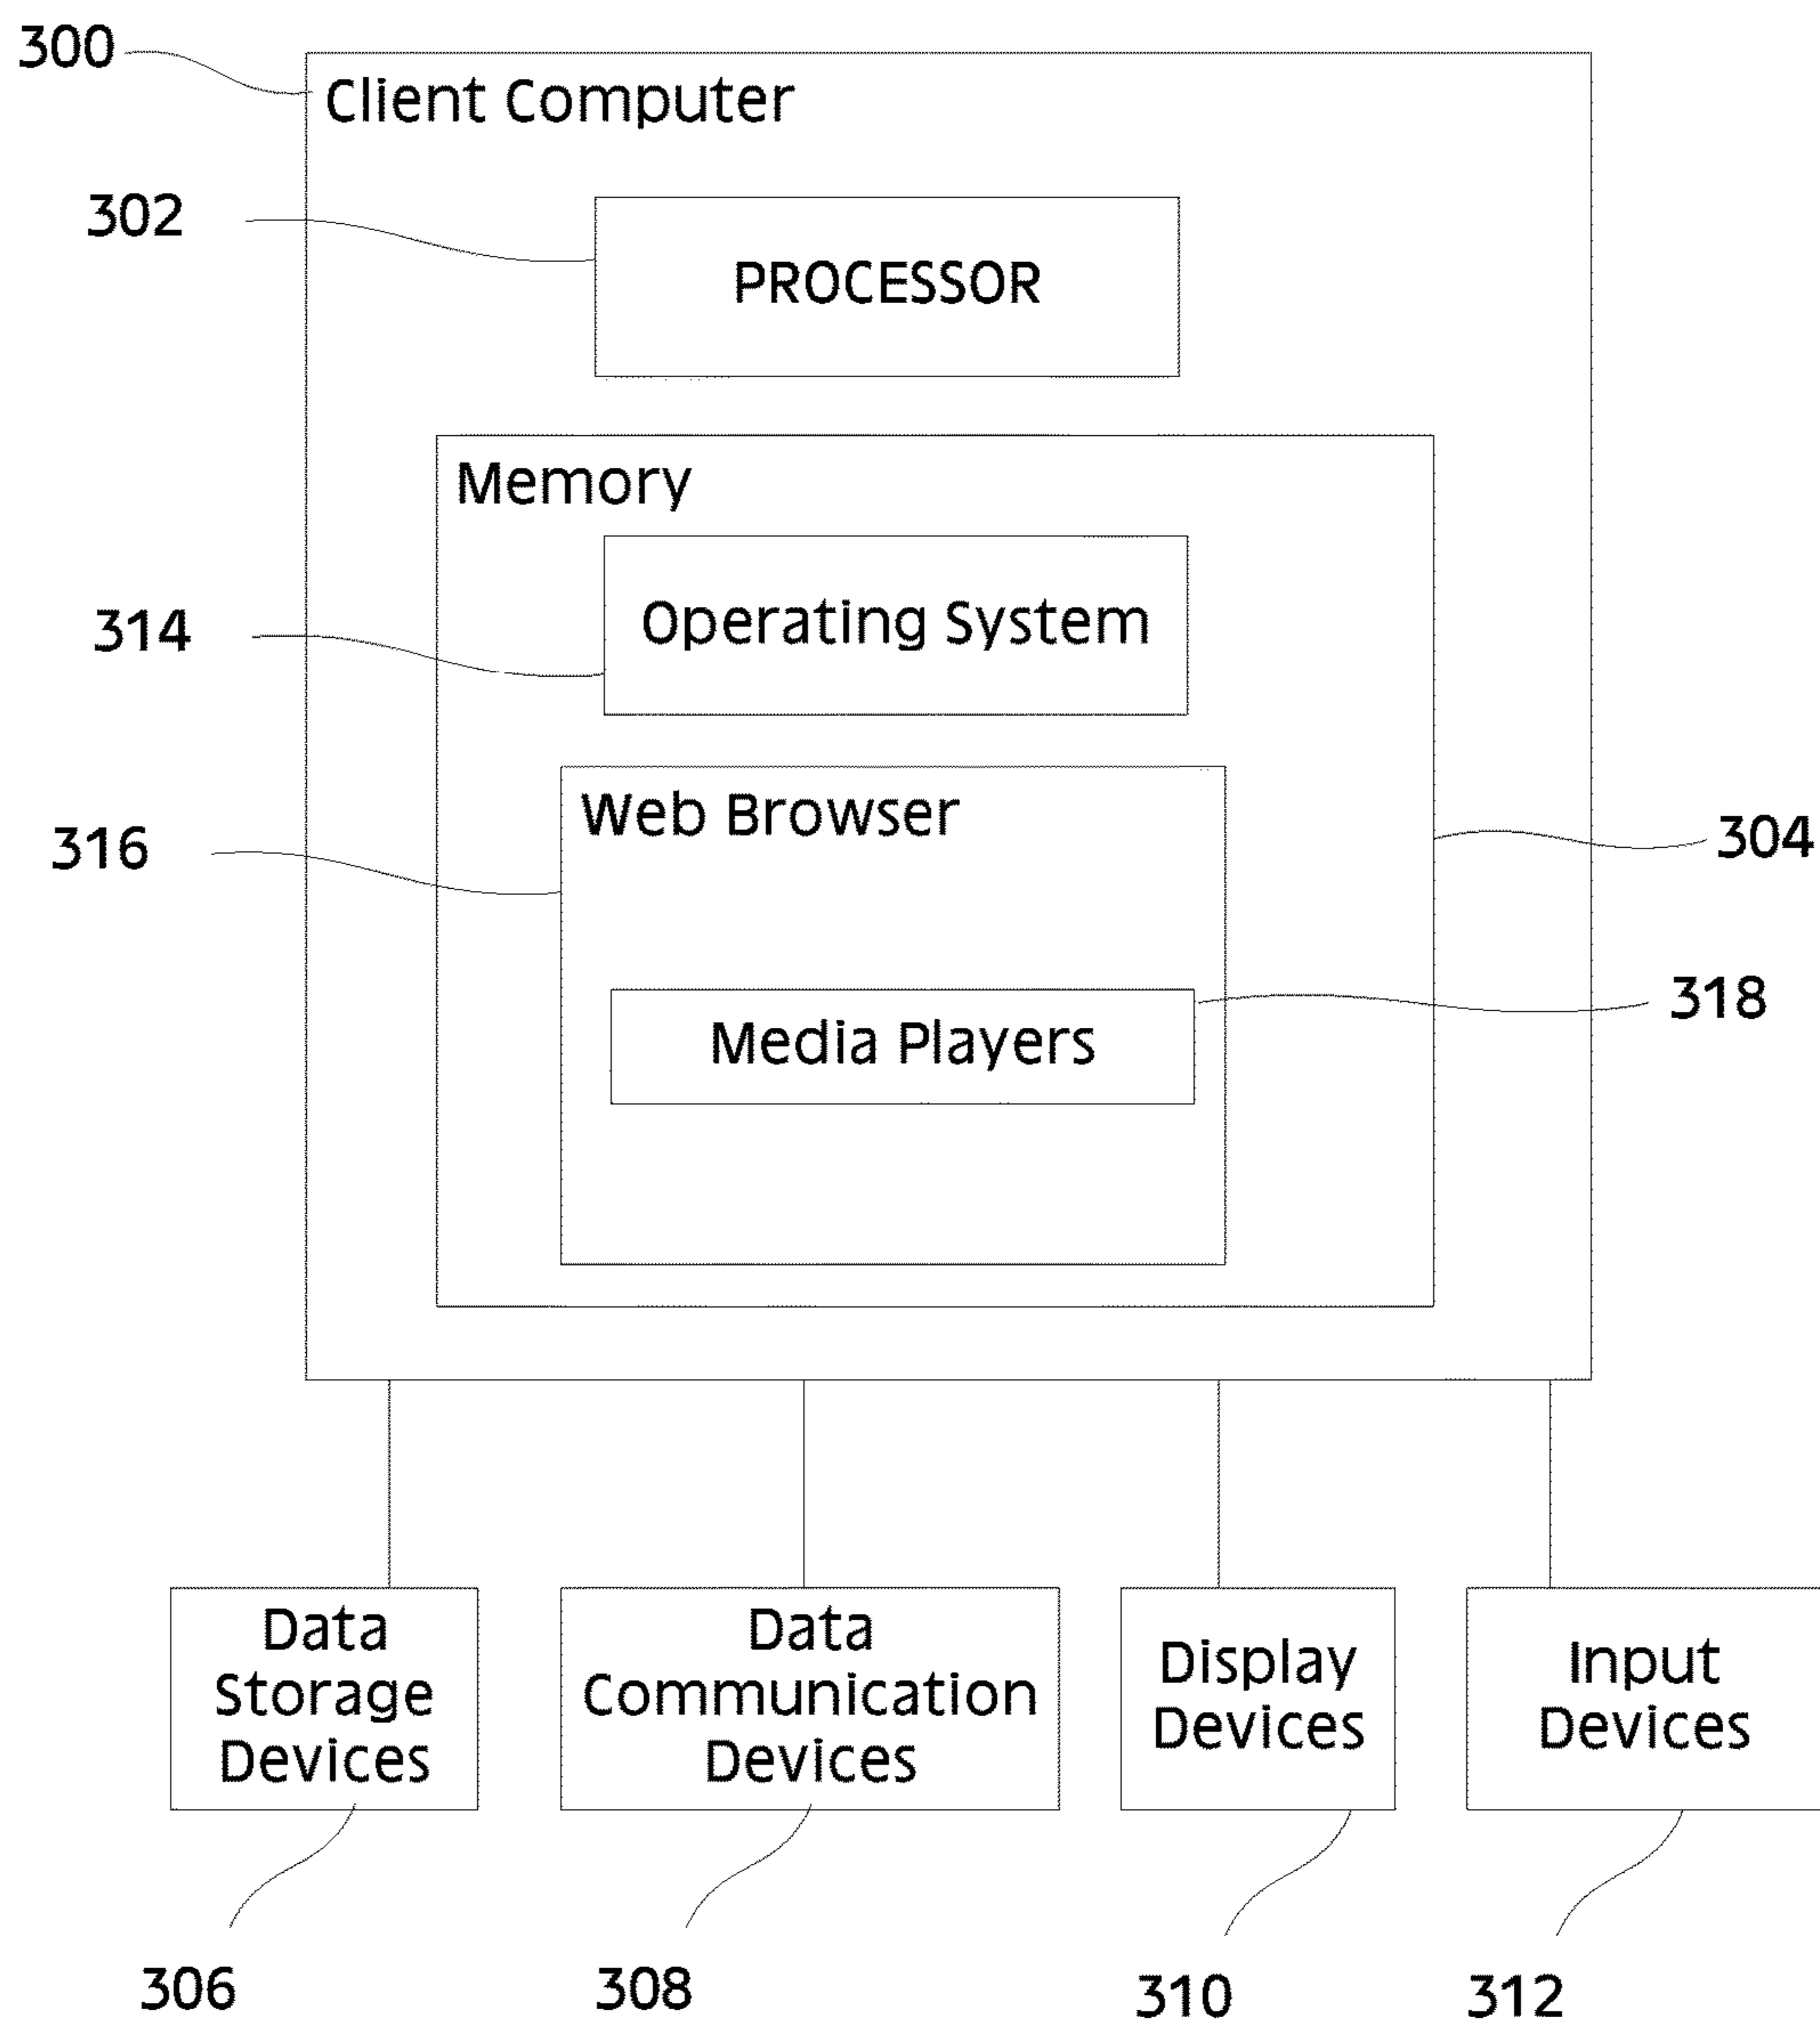 300
Client Computer
302
PROCESSOR
Memory
314
Operating System
316
Web Browser
304
318
Media Players
Data
Storage
Devices
Data
Communication
Devices
Display
Devices
Input
Devices
306
308
310
312